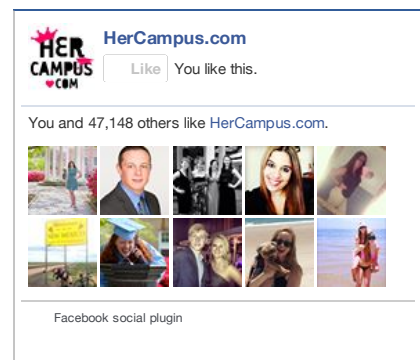 HER
CAMPUS
COM
HerCampus.com
Like
You like this.
You and 47,148 others like HerCampus.com.
Facebook social plugin